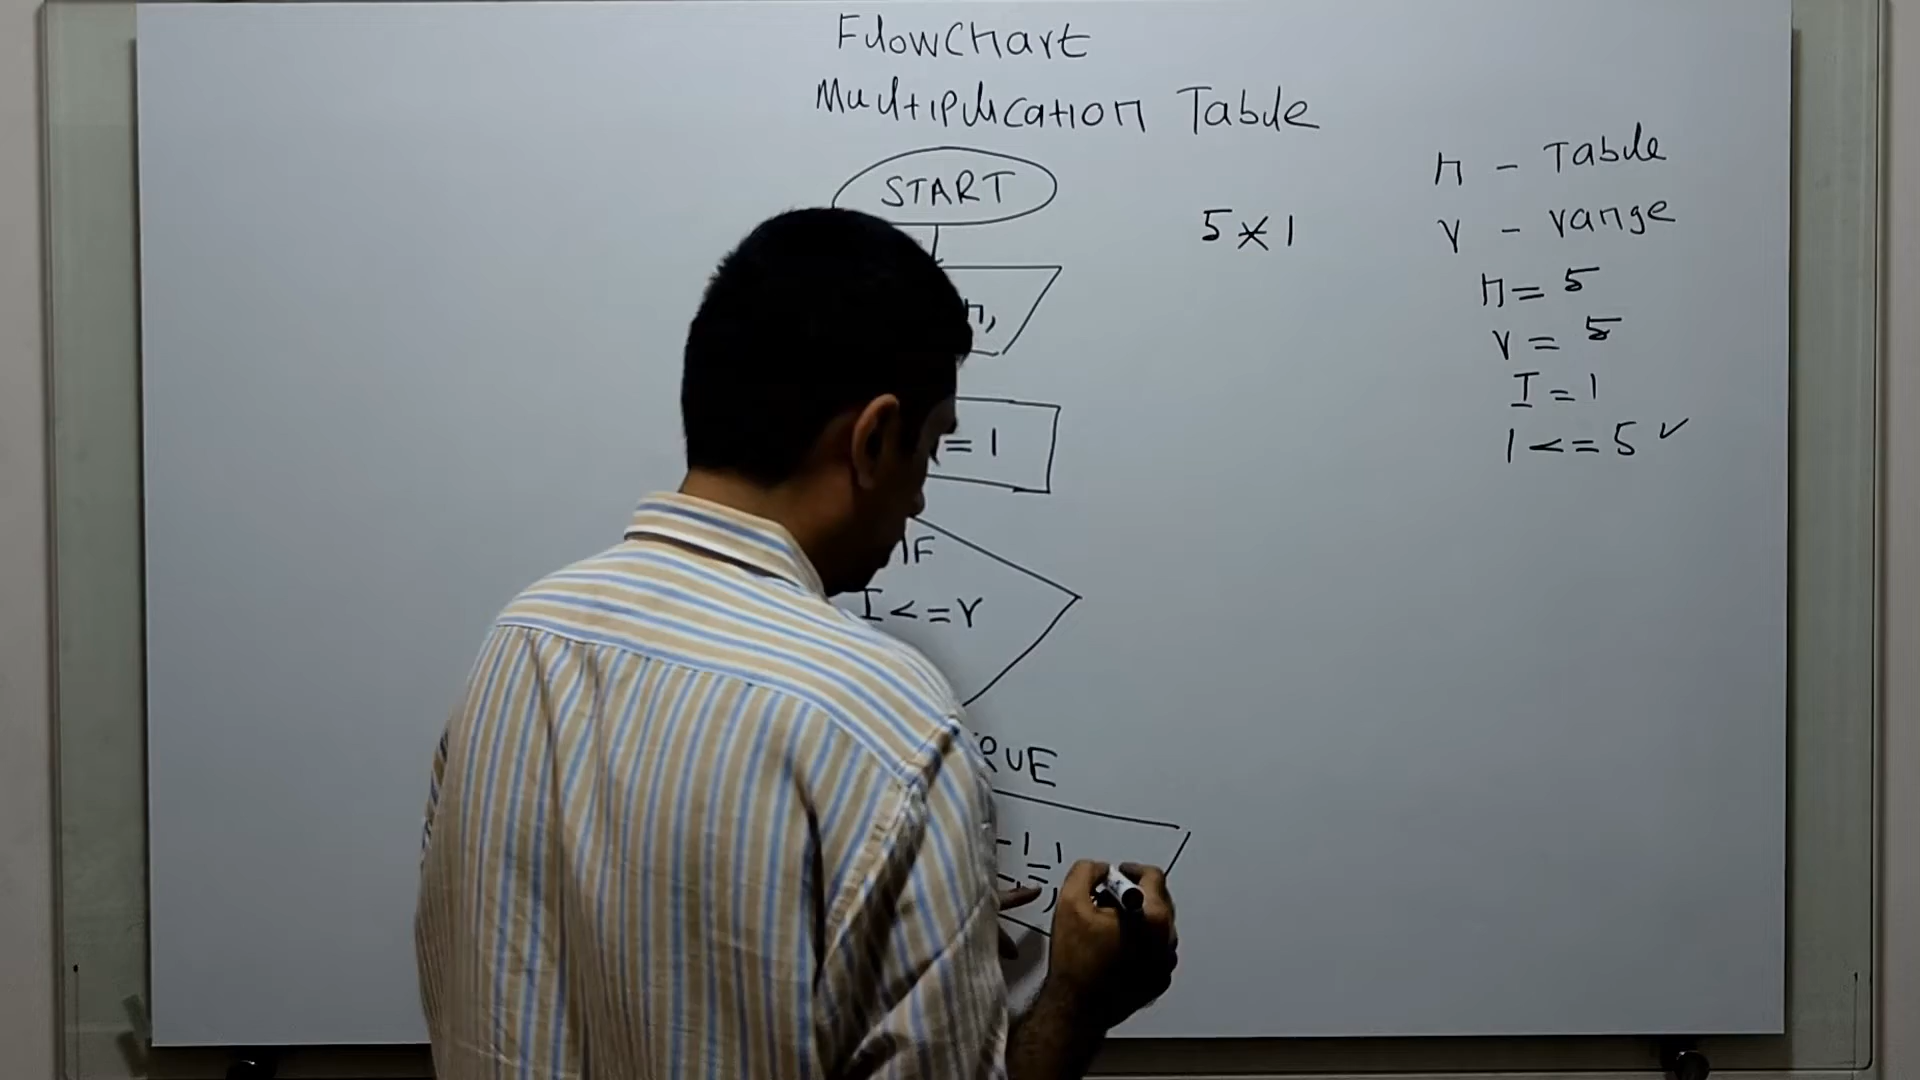 Flowchart
Multiplication Table
START
n,
= 1
IF
I <= r
TRUE
"=",
5 * 1
n - Table
r - range
n = 5
r = 5
I = 1
1 <= 5 ✓